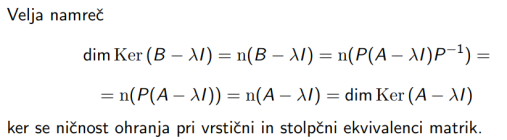 Velja namreč
dim Ker (B − λI) = n(B − λI) = n(P(A − λI)P⁻¹) =
= n(P(A − λI)) = n(A − λI) = dim Ker (A − λI)
ker se ničnost ohranja pri vrstični in stolpčni ekvivalenci matrik.